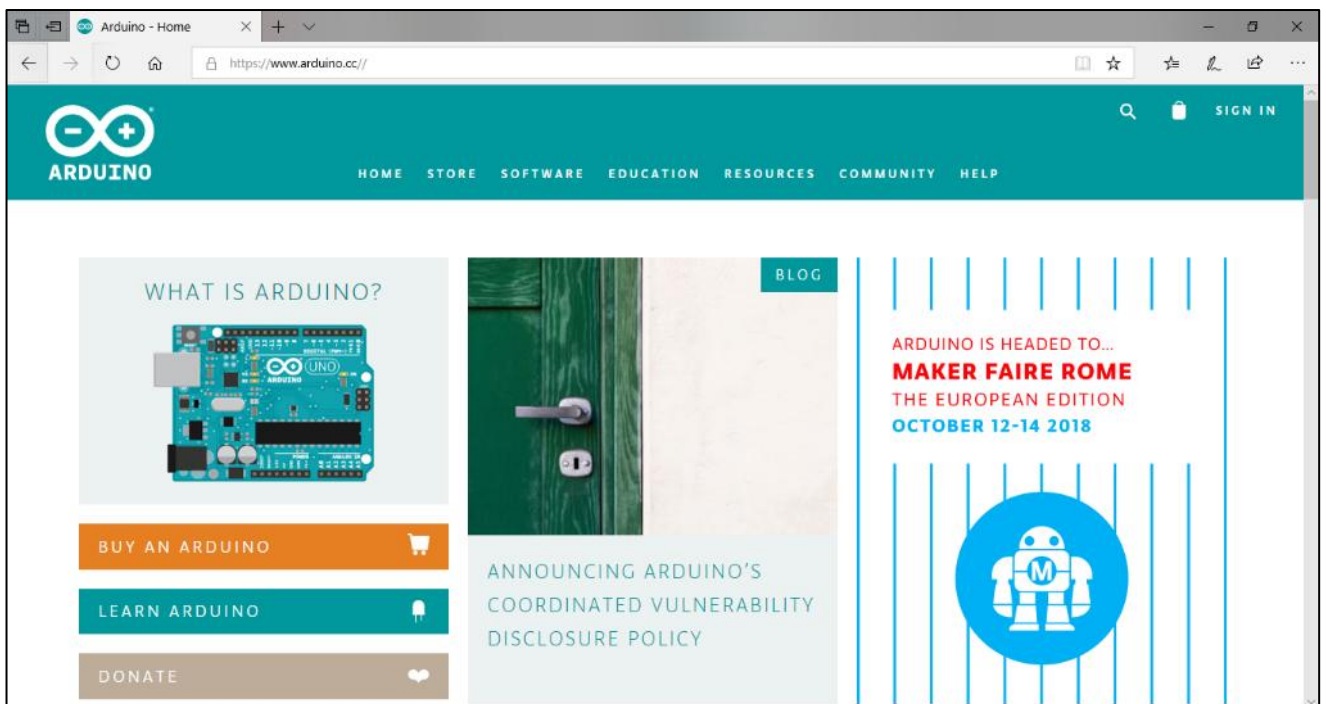 Arduino - Home
https://www.arduino.cc//
SIGN IN
ARDUINO
HOME STORE SOFTWARE EDUCATION RESOURCES COMMUNITY HELP
WHAT IS ARDUINO?
UNO
ARDUINO
BUY AN ARDUINO
LEARN ARDUINO
DONATE
BLOG
ANNOUNCING ARDUINO'S
COORDINATED VULNERABILITY
DISCLOSURE POLICY
ARDUINO IS HEADED TO...
MAKER FAIRE ROME
THE EUROPEAN EDITION
OCTOBER 12-14 2018
M